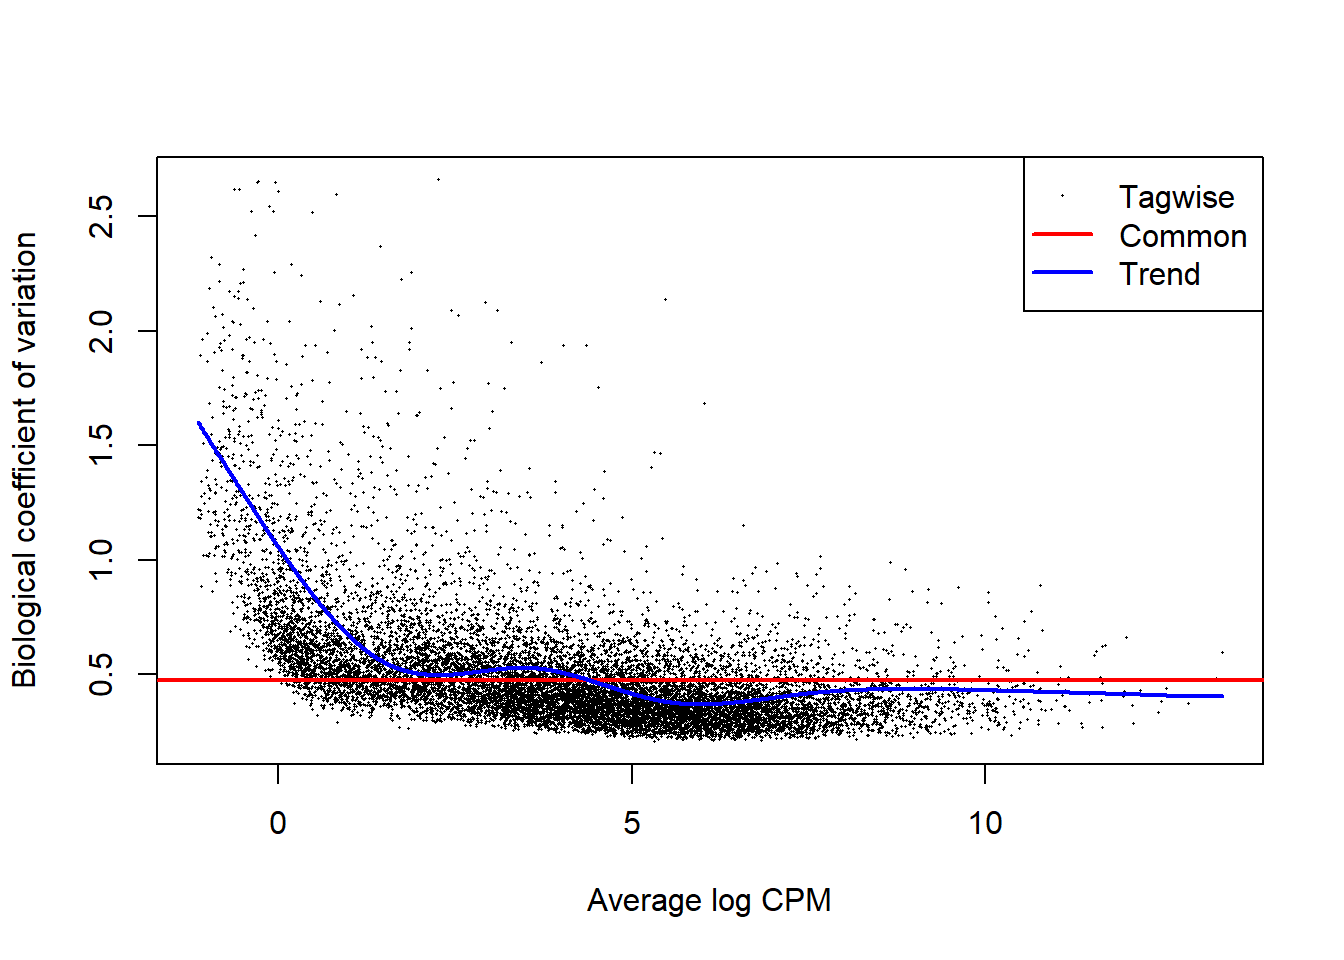 Tagwise
Common
Trend
Biological coefficient of variation
2.5
2.0
1.5
1.0
0.5
0
5
10
Average log CPM